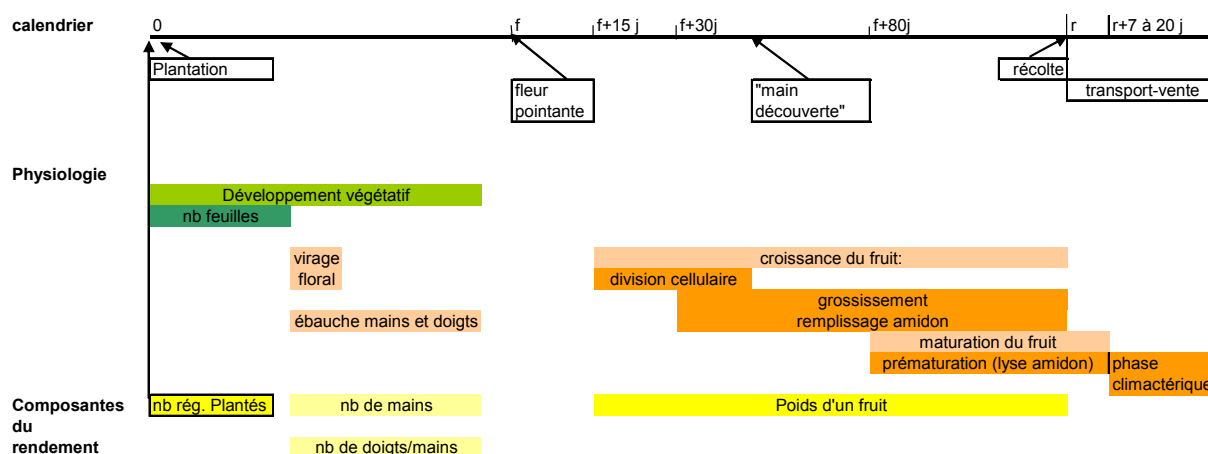 calendrier 0 f f+15 j f+30j f+80j r r+7 à 20 j
Plantation
récolte
fleur
pointante
"main
découverte"
transport-vente
Physiologie
Développement végétatif
nb feuilles
virage
floral
croissance du fruit:
division cellulaire
grossissement
remplissage amidon
ébauche mains et doigts
maturation du fruit
prématuration (lyse amidon)
phase
climactérique
Composantes
du
rendement
nb rég. Plantés
nb de mains
Poids d'un fruit
nb de doigts/mains